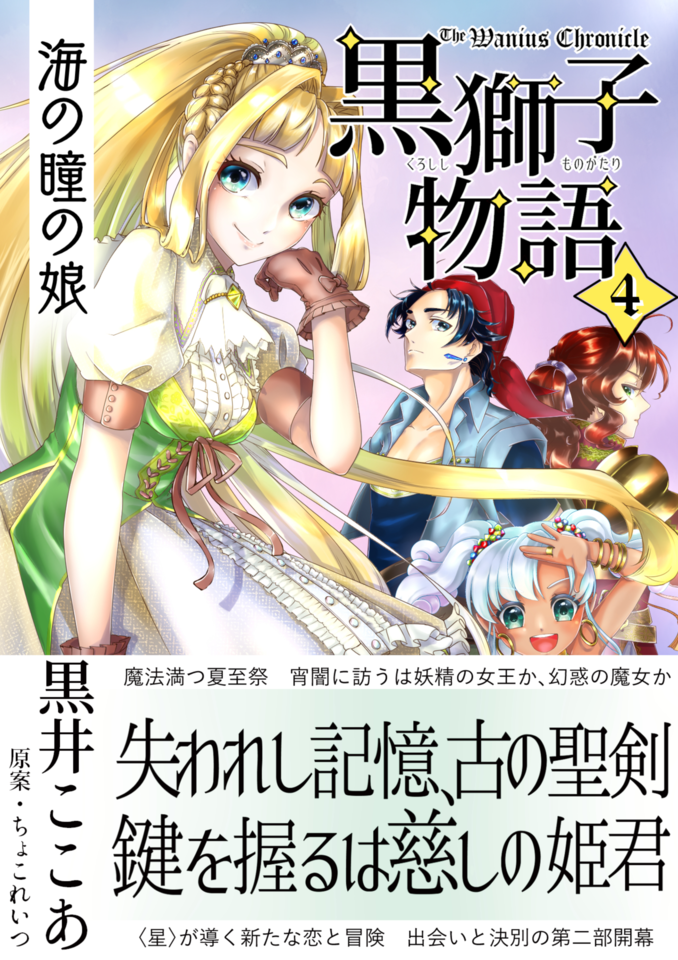 The Wanius Chronicle
黒獅子
くろしし
物語
ものがたり
4
海の瞳の娘
黒井ここあ
原案・ちょこれいつ
魔法満つ夏至祭　宵闇に訪うは妖精の女王か、幻惑の魔女か
失われし記憶、古の聖剣
鍵を握るは慈しの姫君
〈星〉が導く新たな恋と冒険　出会いと決別の第二部開幕